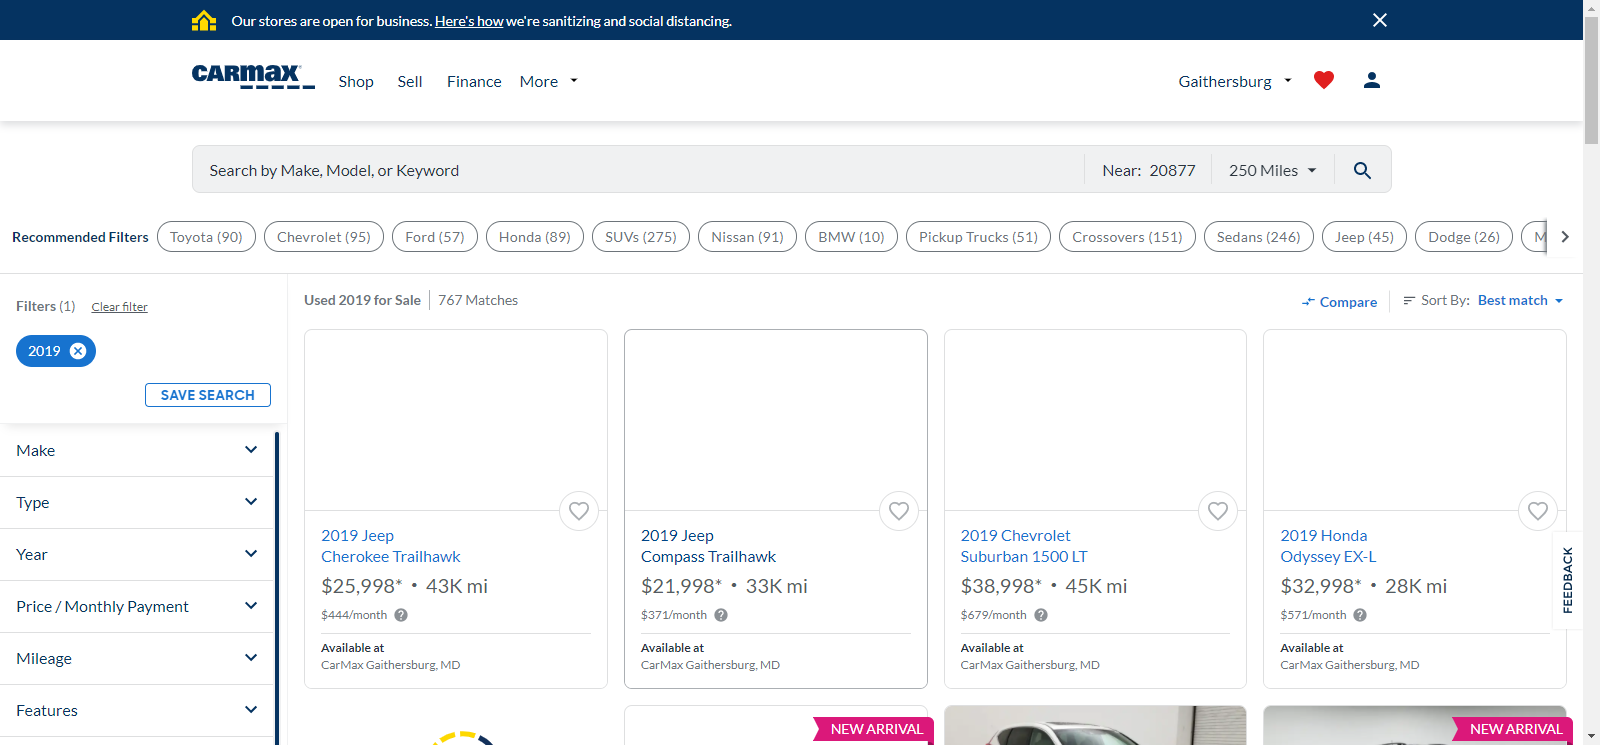 Our stores are open for business. Here's how we're sanitizing and social distancing.
CARMAX
Shop
Sell
Finance
More
Gaithersburg
Search by Make, Model, or Keyword
Near: 20877
250 Miles
Recommended Filters
Toyota (90)
Chevrolet (95)
Ford (57)
Honda (89)
SUVs (275)
Nissan (91)
BMW (10)
Pickup Trucks (51)
Crossovers (151)
Sedans (246)
Jeep (45)
Dodge (26)
Filters (1)
Clear filter
2019
SAVE SEARCH
Make
Type
Year
Price / Monthly Payment
Mileage
Features
Used 2019 for Sale
767 Matches
Compare
Sort By: Best match
2019 Jeep
Cherokee Trailhawk
$25,998* • 43K mi
$444/month
Available at
CarMax Gaithersburg, MD
2019 Jeep
Compass Trailhawk
$21,998* • 33K mi
$371/month
Available at
CarMax Gaithersburg, MD
2019 Chevrolet
Suburban 1500 LT
$38,998* • 45K mi
$679/month
Available at
CarMax Gaithersburg, MD
2019 Honda
Odyssey EX-L
$32,998* • 28K mi
$571/month
Available at
CarMax Gaithersburg, MD
FEEDBACK
NEW ARRIVAL
NEW ARRIVAL